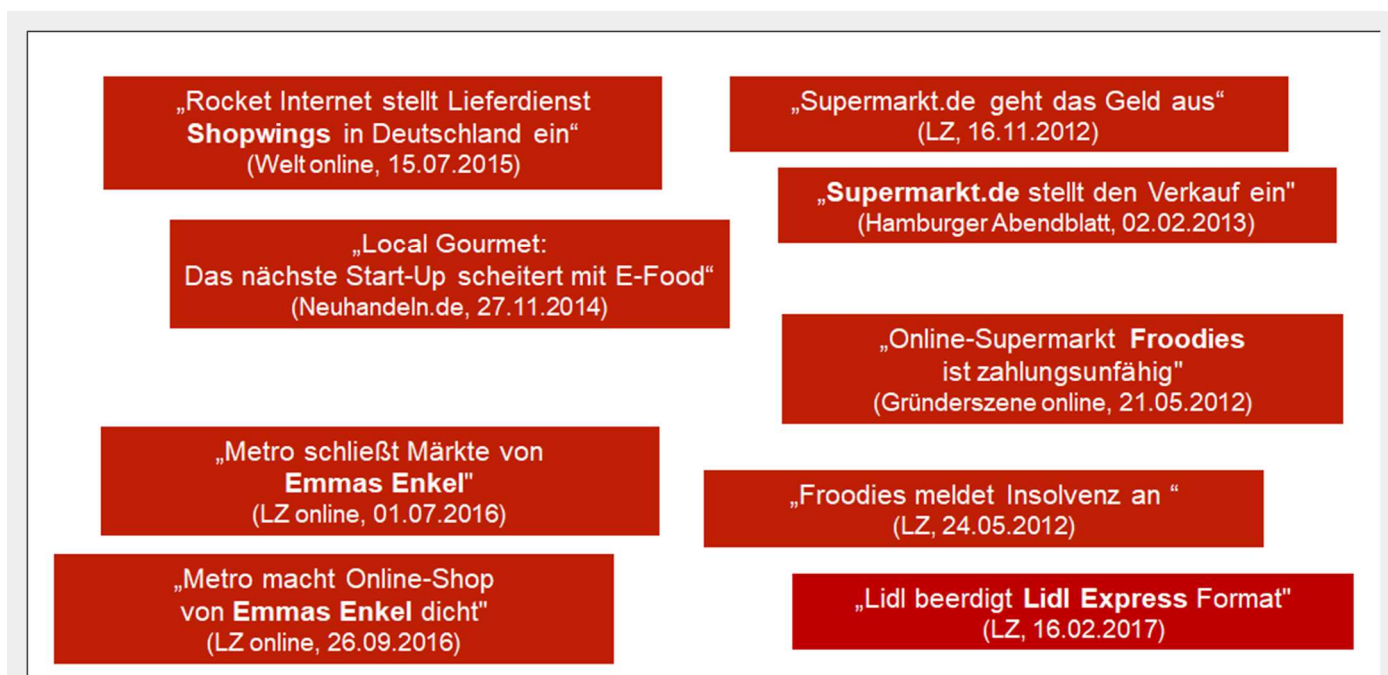 „Rocket Internet stellt Lieferdienst
Shopwings in Deutschland ein“
(Welt online, 15.07.2015)
„Local Gourmet:
Das nächste Start-Up scheitert mit E-Food“
(Neuhandeln.de, 27.11.2014)
„Metro schließt Märkte von
Emmas Enkel"
(LZ online, 01.07.2016)
„Metro macht Online-Shop
von Emmas Enkel dicht"
(LZ online, 26.09.2016)
„Supermarkt.de geht das Geld aus“
(LZ, 16.11.2012)
„Supermarkt.de stellt den Verkauf ein"
(Hamburger Abendblatt, 02.02.2013)
„Online-Supermarkt Froodies
ist zahlungsunfähig"
(Gründerszene online, 21.05.2012)
„Froodies meldet Insolvenz an “
(LZ, 24.05.2012)
„Lidl beerdigt Lidl Express Format"
(LZ, 16.02.2017)